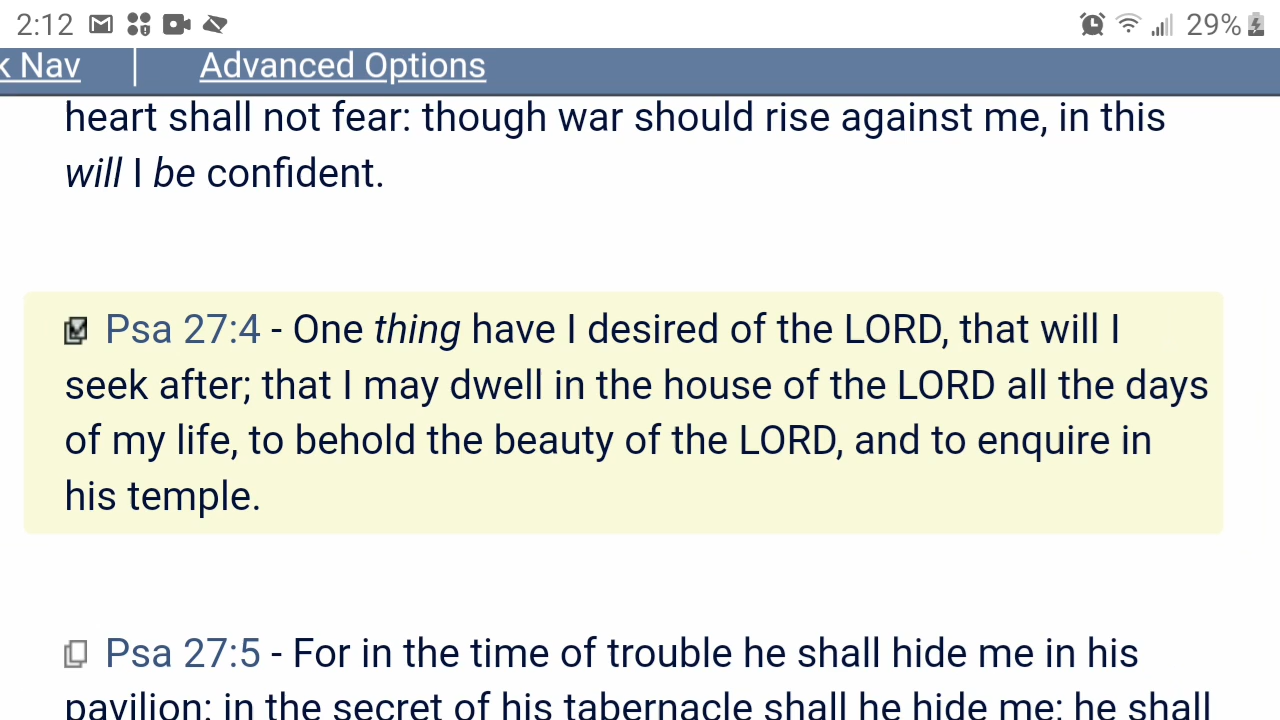 2:12 29%
k Nav | Advanced Options
heart shall not fear: though war should rise against me, in this
will I be confident.
Psa 27:4 - One thing have I desired of the LORD, that will I
seek after; that I may dwell in the house of the LORD all the days
of my life, to behold the beauty of the LORD, and to enquire in
his temple.
Psa 27:5 - For in the time of trouble he shall hide me in his
pavilion: in the secret of his tabernacle shall he hide me; he shall